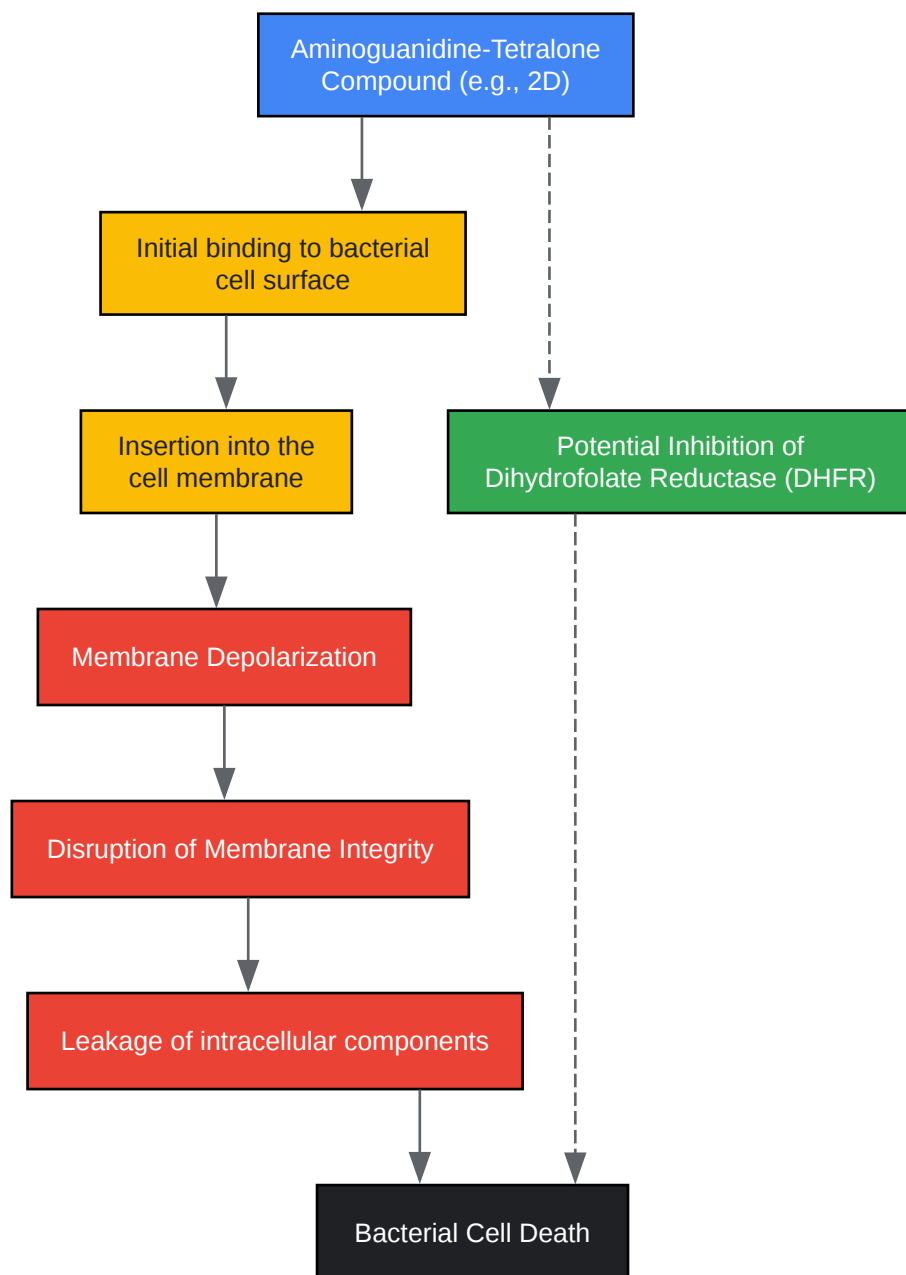 Aminoguanidine-Tetralone
Compound (e.g., 2D)
Initial binding to bacterial
cell surface
Insertion into the
cell membrane
Potential Inhibition of
Dihydrofolate Reductase (DHFR)
Membrane Depolarization
Disruption of Membrane Integrity
Leakage of intracellular components
Bacterial Cell Death